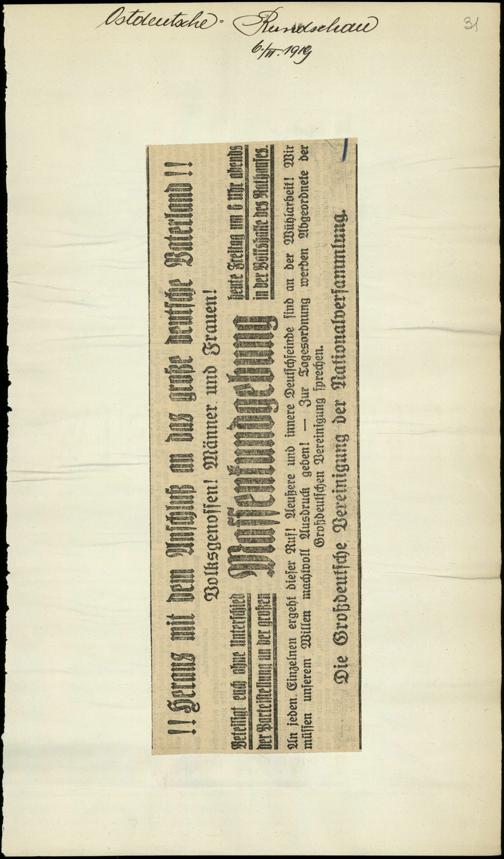 Ostdeutsche Rundschau
6/II. 1919
31
!! Heraus mit dem Anschluß an das große deutsche Vaterland !!
Volksgenossen! Männer und Frauen!
Beteiligt euch ohne Unterschied
der Parteistellung an der großen
Massenkundgebung
heute Freitag um 6 Uhr abends
in der Volkshalle des Rathauses.
An jeden Einzelnen ergeht dieser Ruf! Aeußere und innere Deutschfeinde sind an der Wühlarbeit! Wir
müssen unserem Willen machtvoll Ausdruck geben! — Zur Tagesordnung werden Abgeordnete der
Großdeutschen Vereinigung sprechen.
Die Großdeutsche Vereinigung der Nationalversammlung.